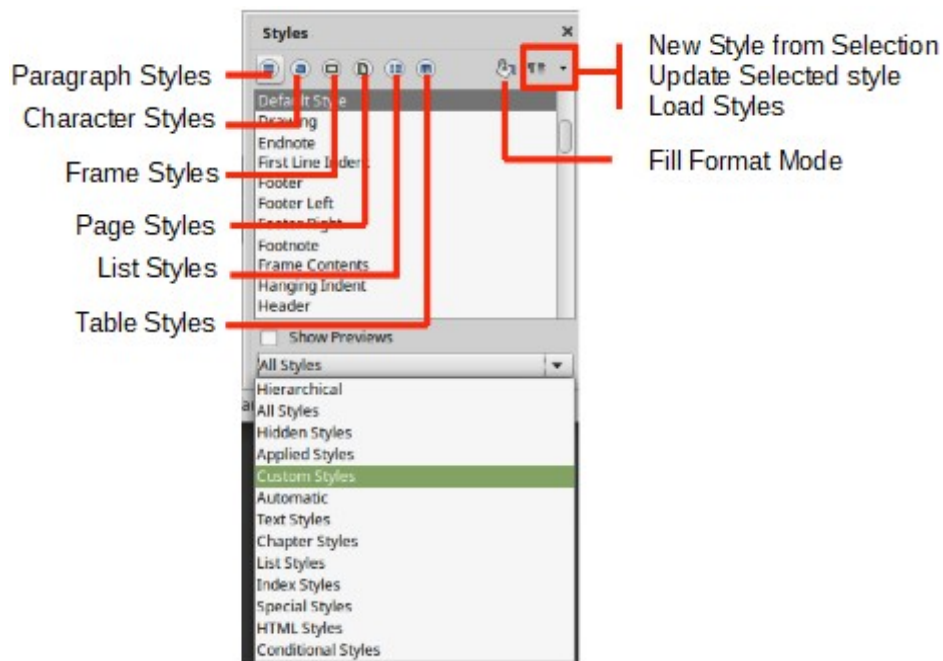 Styles
New Style from Selection
Update Selected style
Load Styles
Fill Format Mode
Paragraph Styles
Character Styles
Frame Styles
Page Styles
List Styles
Table Styles
Default Style
Drawing
Endnote
First Line Indent
Footer
Footer Left
Footer Right
Footnote
Frame Contents
Hanging Indent
Header
Show Previews
All Styles
Hierarchical
All Styles
Hidden Styles
Applied Styles
Custom Styles
Automatic
Text Styles
Chapter Styles
List Styles
Index Styles
Special Styles
HTML Styles
Conditional Styles